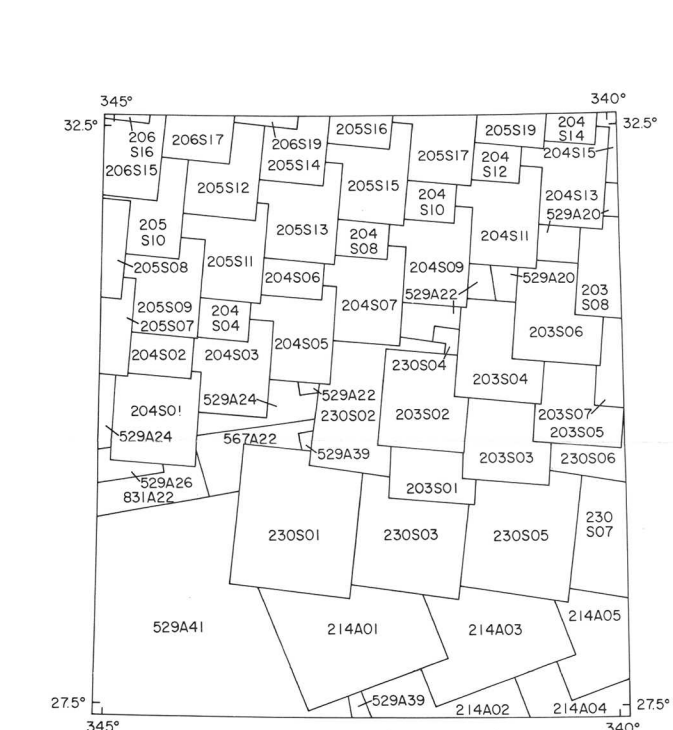 345°
340°
32.5°
32.5°
206
S16
206S17
206S19
205S16
205S19
204
S14
204S15
206S15
205S14
205S17
204
S12
205S12
205S15
204
S10
204S13
529A20
205
S10
205S13
204
S08
204S11
205S08
205S11
204S06
204S09
529A20
529A22
203
S08
205S09
205S07
204
S04
204S07
203S06
204S02
204S03
204S05
230S04
203S04
529A24
529A22
204S01
230S02
203S02
203S07
203S05
529A24
567A22
529A39
203S03
230S06
529A26
831A22
203S01
230S01
230S03
230S05
230
S07
529A41
214A01
214A03
214A05
27.5°
529A39
214A02
214A04
27.5°
345°
340°